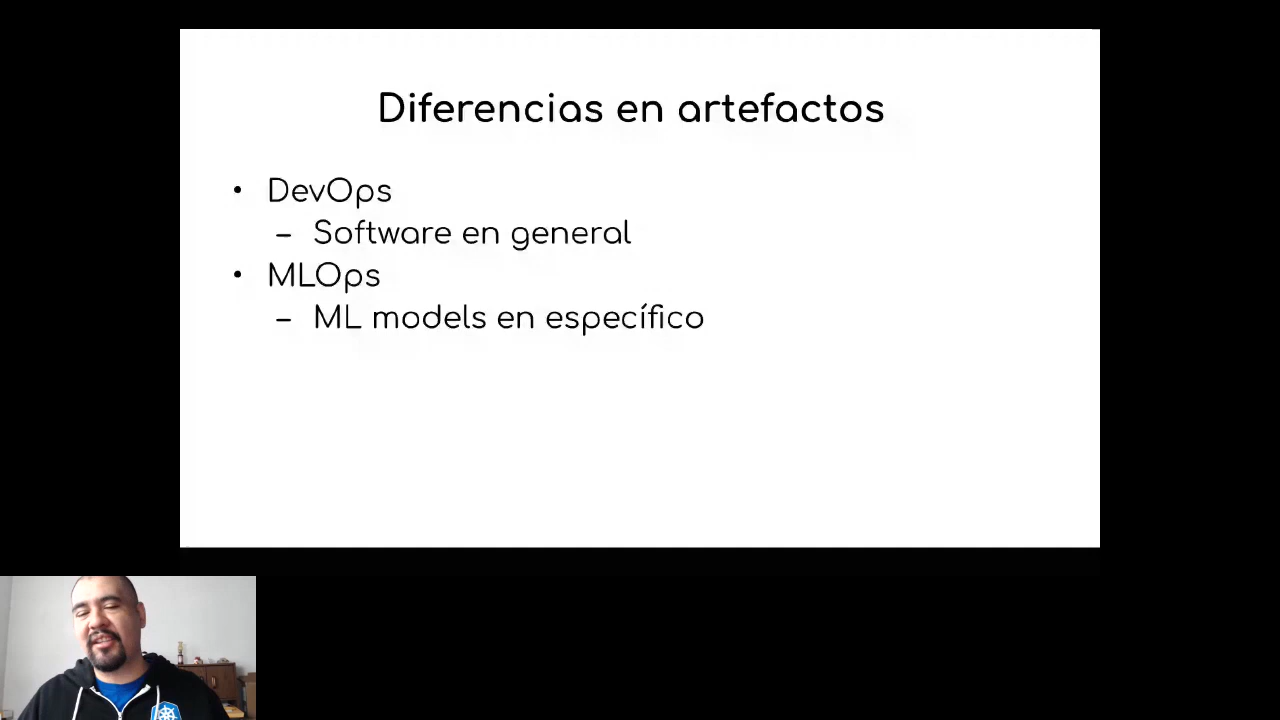 Diferencias en artefactos
• DevOps
– Software en general
• MLOps
– ML models en específico